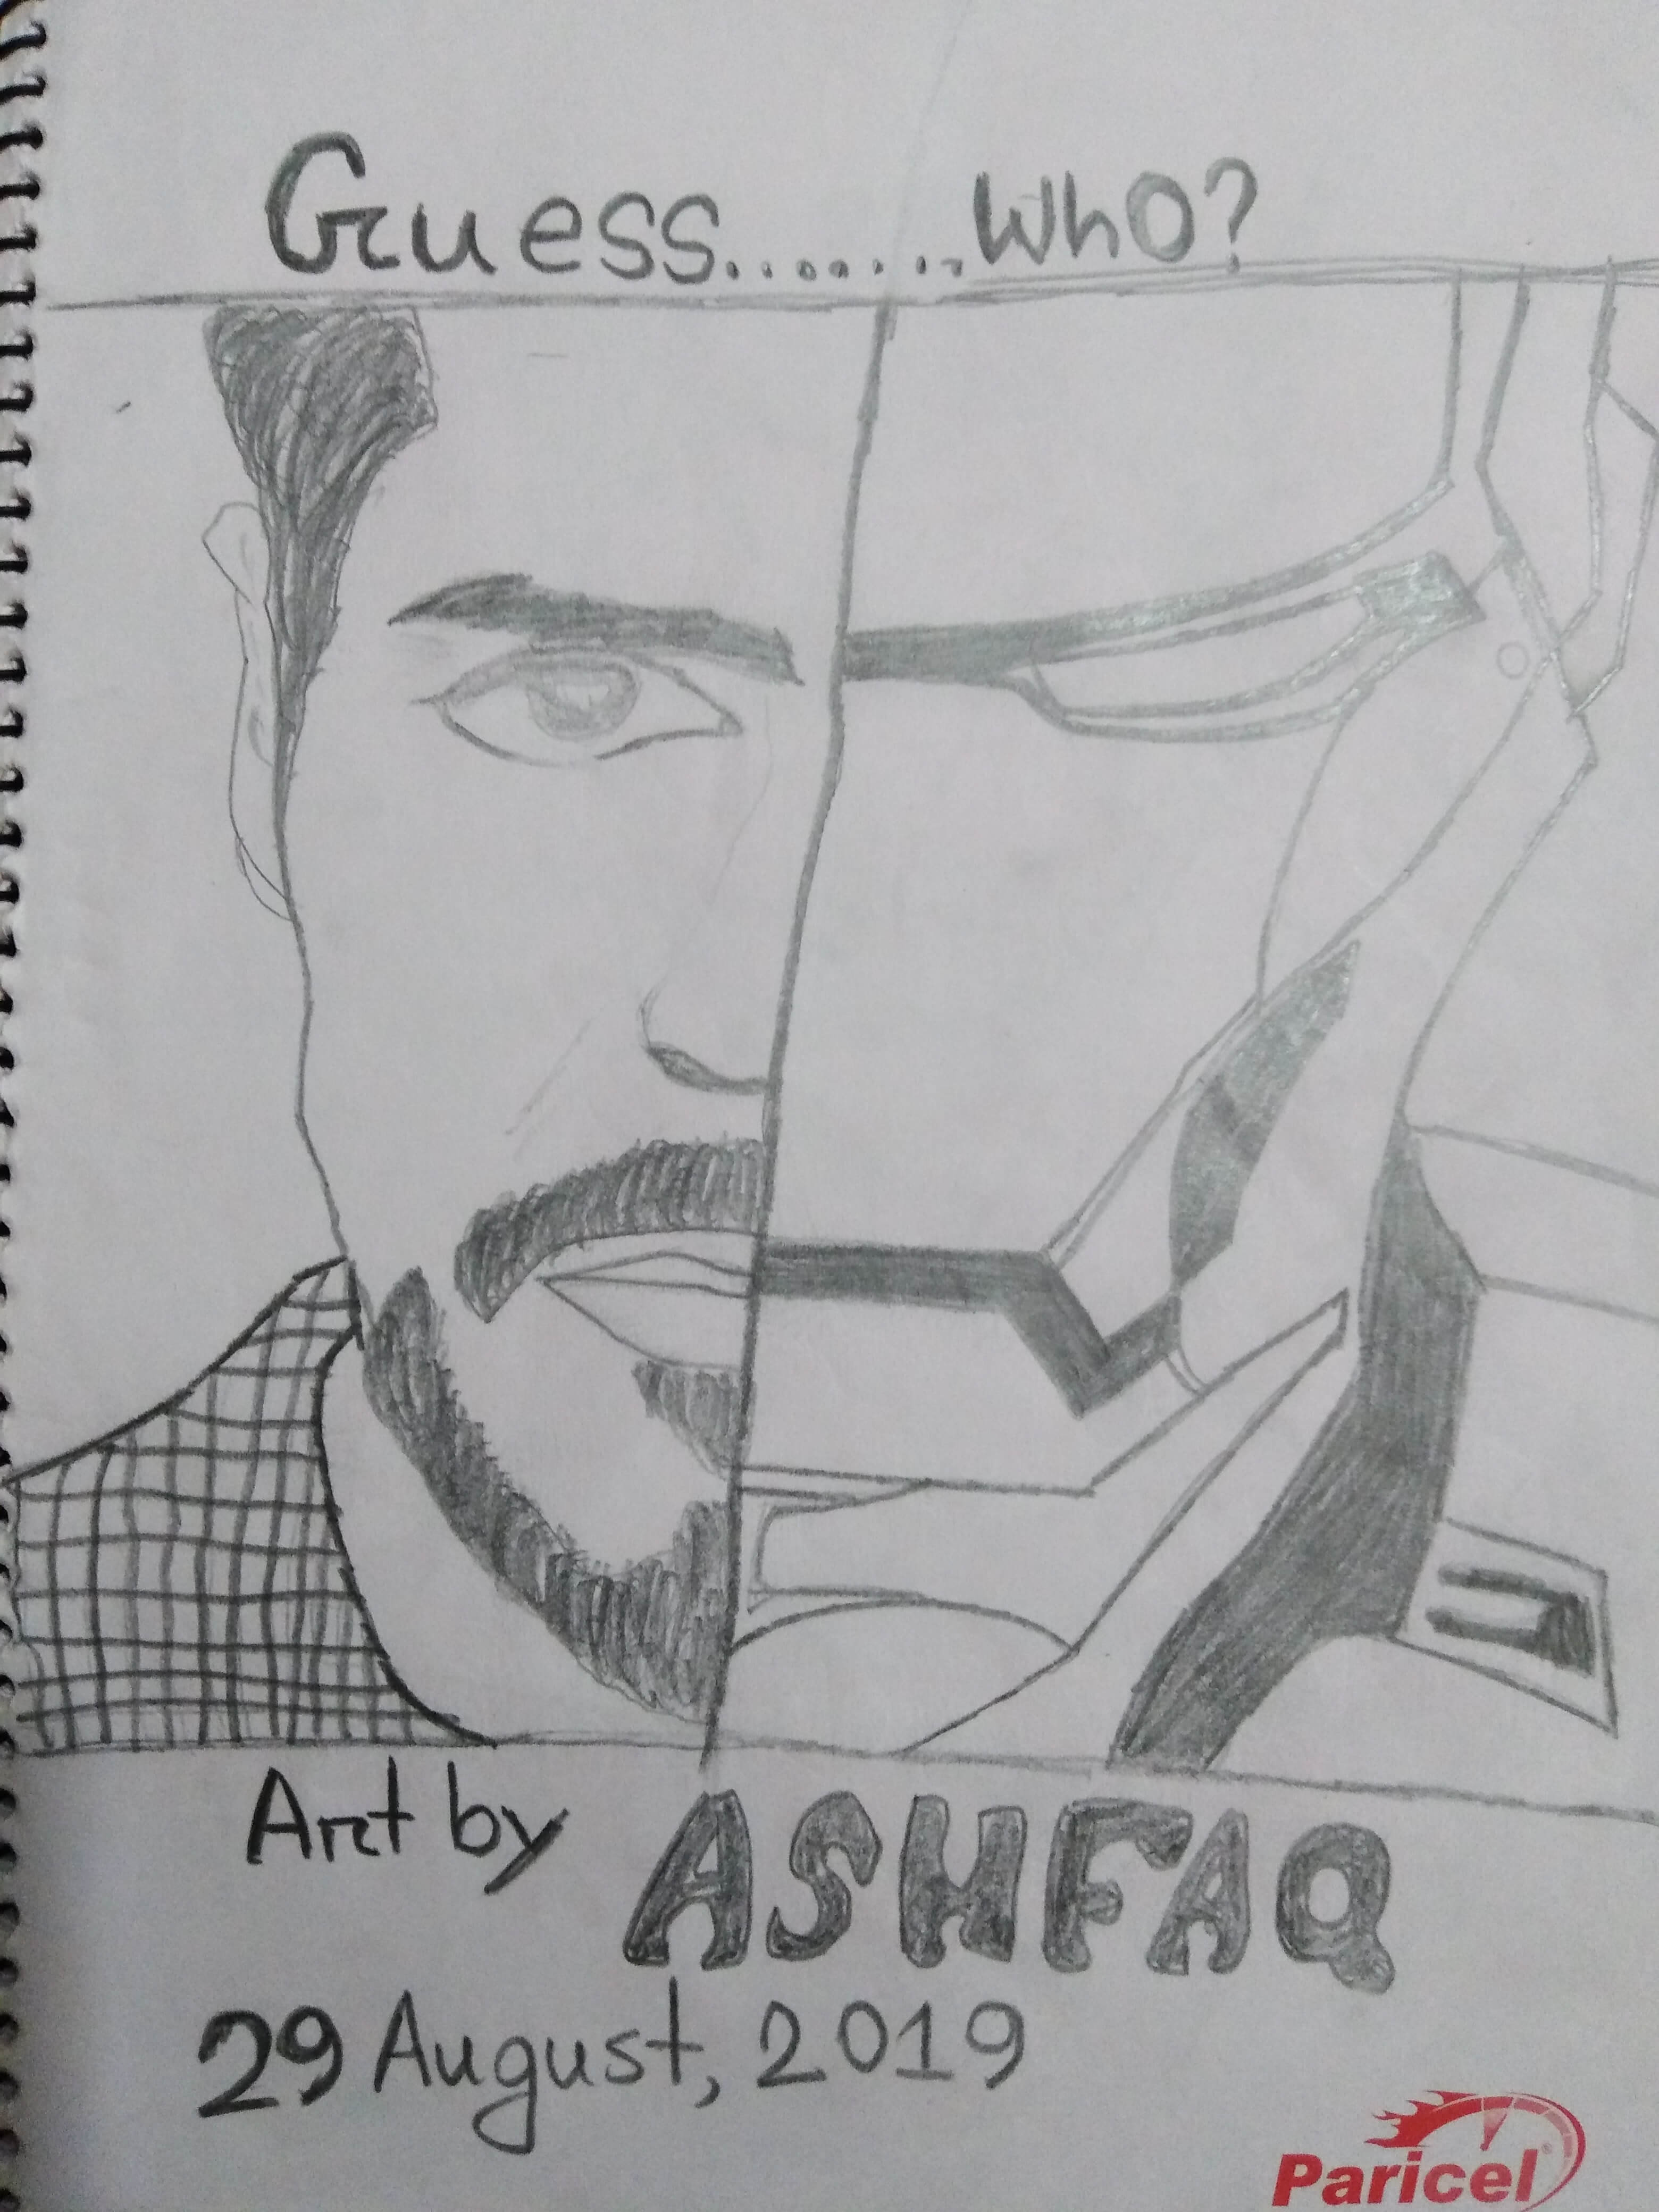 Guess........Who?
Art by ASHFAQ
29 August, 2019
Paricel